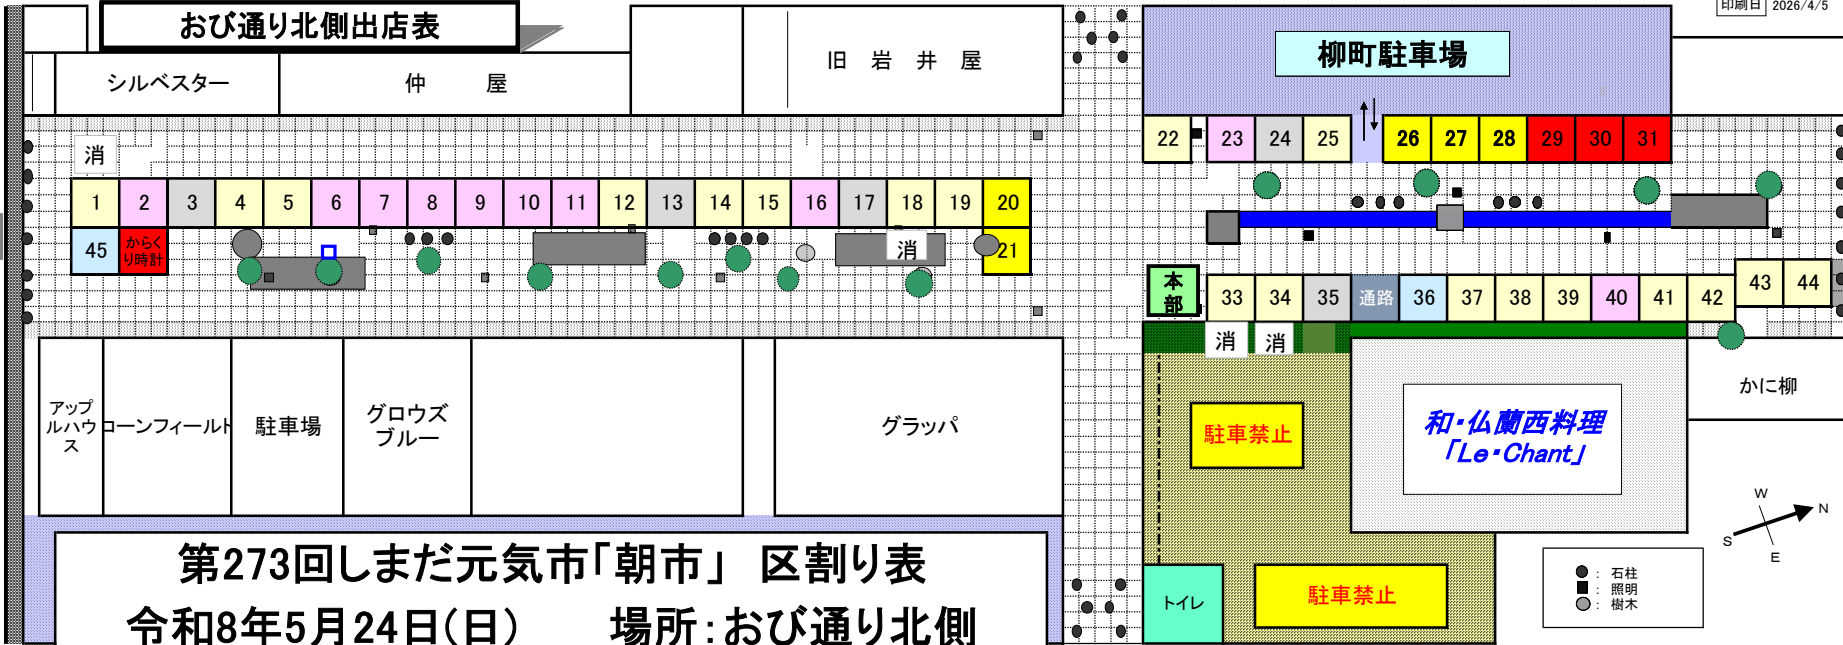 おび通り北側出店表
印刷日 2026/4/5
シルベスター
仲　屋
旧 岩 井 屋
柳町駐車場
消
22 23 24 25 26 27 28 29 30 31
1 2 3 4 5 6 7 8 9 10 11 12 13 14 15 16 17 18 19 20
45 からく
り時計
消
21
本
部
33 34 35 通路 36 37 38 39 40 41 42 43 44
消 消
アップ
ルハウ
ス
コーンフィールド
駐車場
グロウズ
ブルー
グラッパ
駐車禁止
和・仏蘭西料理
「Le・Chant」
かに柳
W
N
S
E
第273回しまだ元気市「朝市」 区割り表
令和8年5月24日(日)　場所:おび通り北側
トイレ
駐車禁止
● : 石柱
■ : 照明
● : 樹木